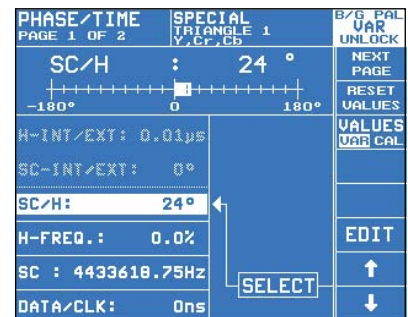 PHASE/TIME
PAGE 1 OF 2
SPECIAL
TRIANGLE 1
Y,Cr,Cb
B/G PAL
VAR
UNLOCK
SC/H : 24 °
-180° 0 180°
NEXT
PAGE
RESET
VALUES
VALUES
VAR CAL
H-INT/EXT: 0.01µs
SC-INT/EXT: 0°
SC/H: 24°
H-FREQ.: 0.0%
SC : 4433618.75Hz
DATA/CLK: 0ns
SELECT
EDIT